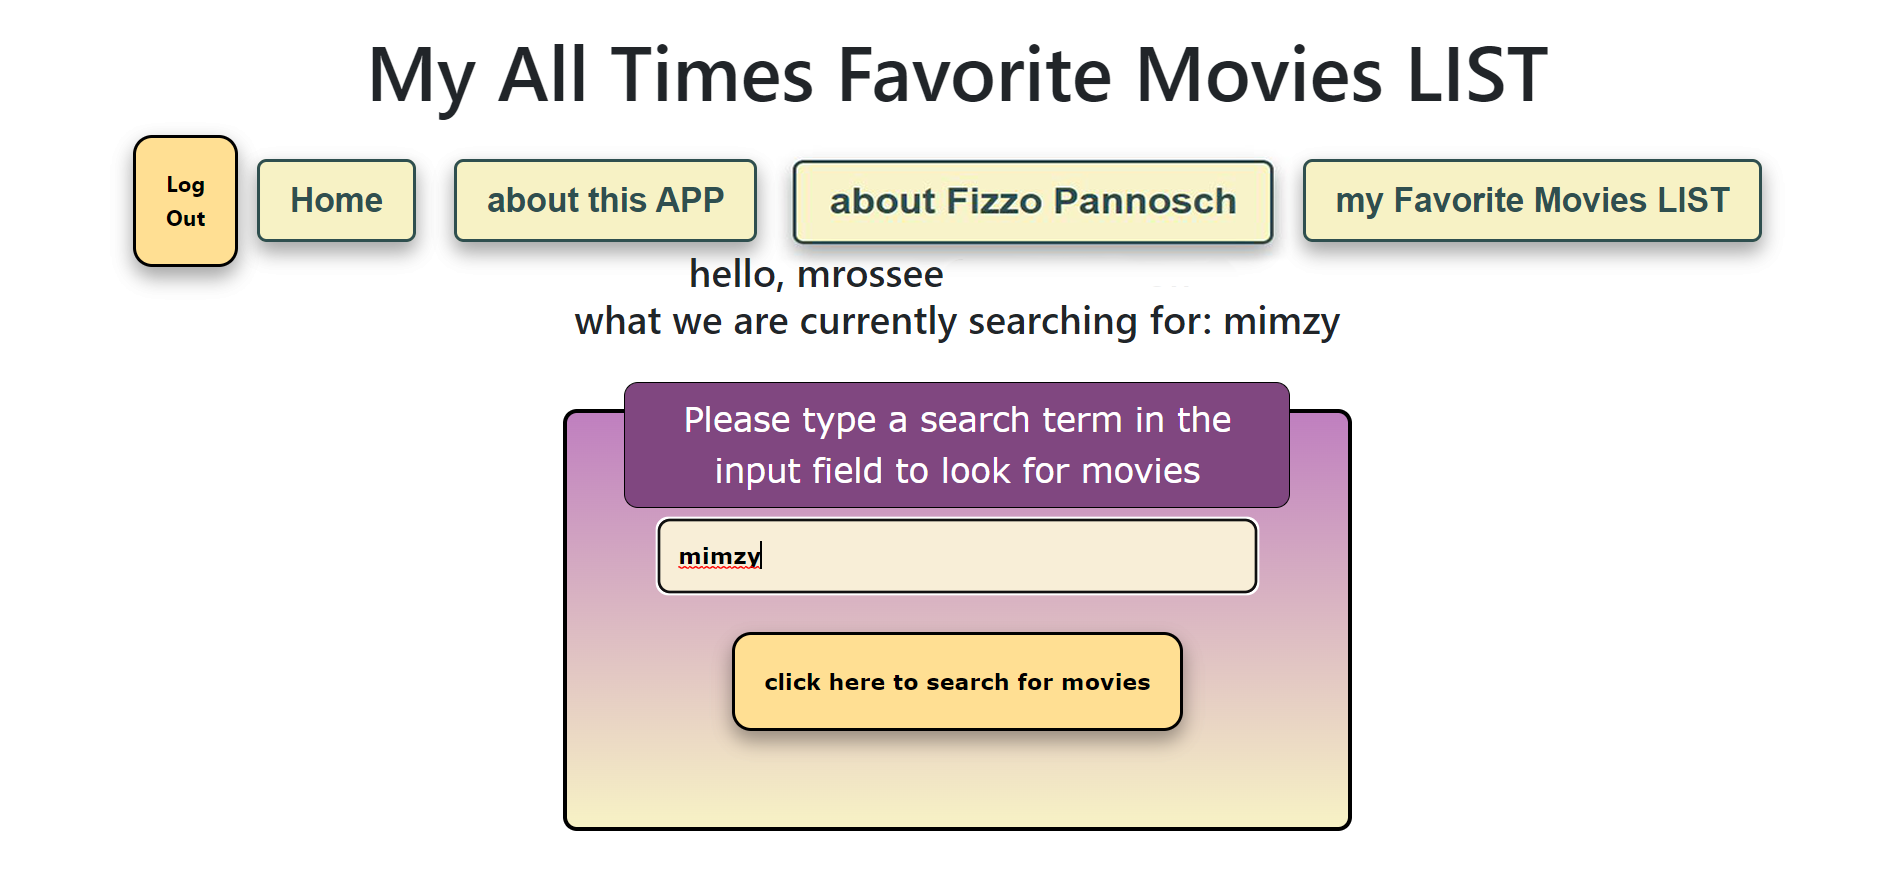 My All Times Favorite Movies LIST
Log
Out
Home
about this APP
about Fizzo Pannosch
my Favorite Movies LIST
hello, mrossee
what we are currently searching for: mimzy
Please type a search term in the
input field to look for movies
mimzy
click here to search for movies